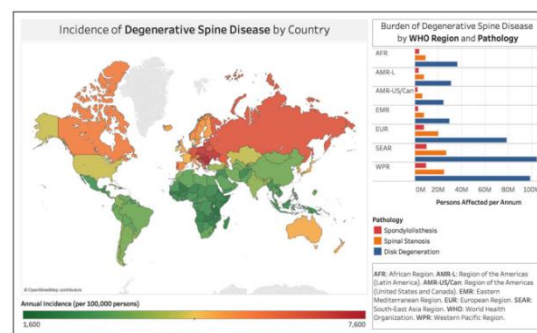 Incidence of Degenerative Spine Disease by Country
© OpenStreetMap contributors
Annual Incidence (per 100,000 persons)
1,600 7,600
Burden of Degenerative Spine Disease
by WHO Region and Pathology
AFR
AMR-L
AMR-US/Can
EMR
EUR
SEAR
WPR
0M 20M 40M 60M 80M 100M
Persons Affected per Annum
Pathology
Spondylolisthesis
Spinal Stenosis
Disk Degeneration
AFR: African Region. AMR-L: Region of the Americas
(Latin America). AMR-US/Can: Region of the Americas
(United States and Canada). EMR: Eastern
Mediterranean Region. EUR: European Region. SEAR:
South-East Asia Region. WHO: World Health
Organization. WPR: Western Pacific Region.